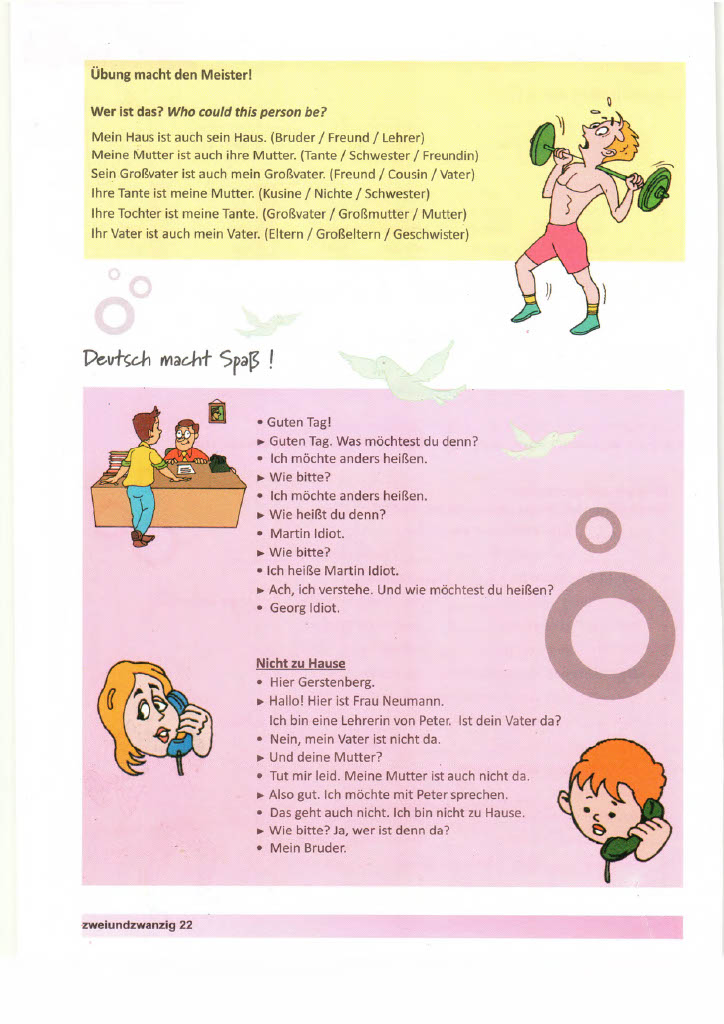 Übung macht den Meister!
Wer ist das? Who could this person be?
Mein Haus ist auch sein Haus. (Bruder / Freund / Lehrer)
Meine Mutter ist auch ihre Mutter. (Tante / Schwester / Freundin)
Sein Großvater ist auch mein Großvater. (Freund / Cousin / Vater)
Ihre Tante ist meine Mutter. (Kusine / Nichte / Schwester)
Ihre Tochter ist meine Tante. (Großvater / Großmutter / Mutter)
Ihr Vater ist auch mein Vater. (Eltern / Großeltern / Geschwister)
Deutsch macht Spaß !
• Guten Tag!
► Guten Tag. Was möchtest du denn?
• Ich möchte anders heißen.
► Wie bitte?
• Ich möchte anders heißen.
► Wie heißt du denn?
• Martin Idiot.
► Wie bitte?
• Ich heiße Martin Idiot.
► Ach, ich verstehe. Und wie möchtest du heißen?
• Georg Idiot.
Nicht zu Hause
• Hier Gerstenberg.
► Hallo! Hier ist Frau Neumann.
Ich bin eine Lehrerin von Peter. Ist dein Vater da?
• Nein, mein Vater ist nicht da.
► Und deine Mutter?
• Tut mir leid. Meine Mutter ist auch nicht da.
► Also gut. Ich möchte mit Peter sprechen.
• Das geht auch nicht. Ich bin nicht zu Hause.
► Wie bitte? Ja, wer ist denn da?
• Mein Bruder.
zweiundzwanzig 22